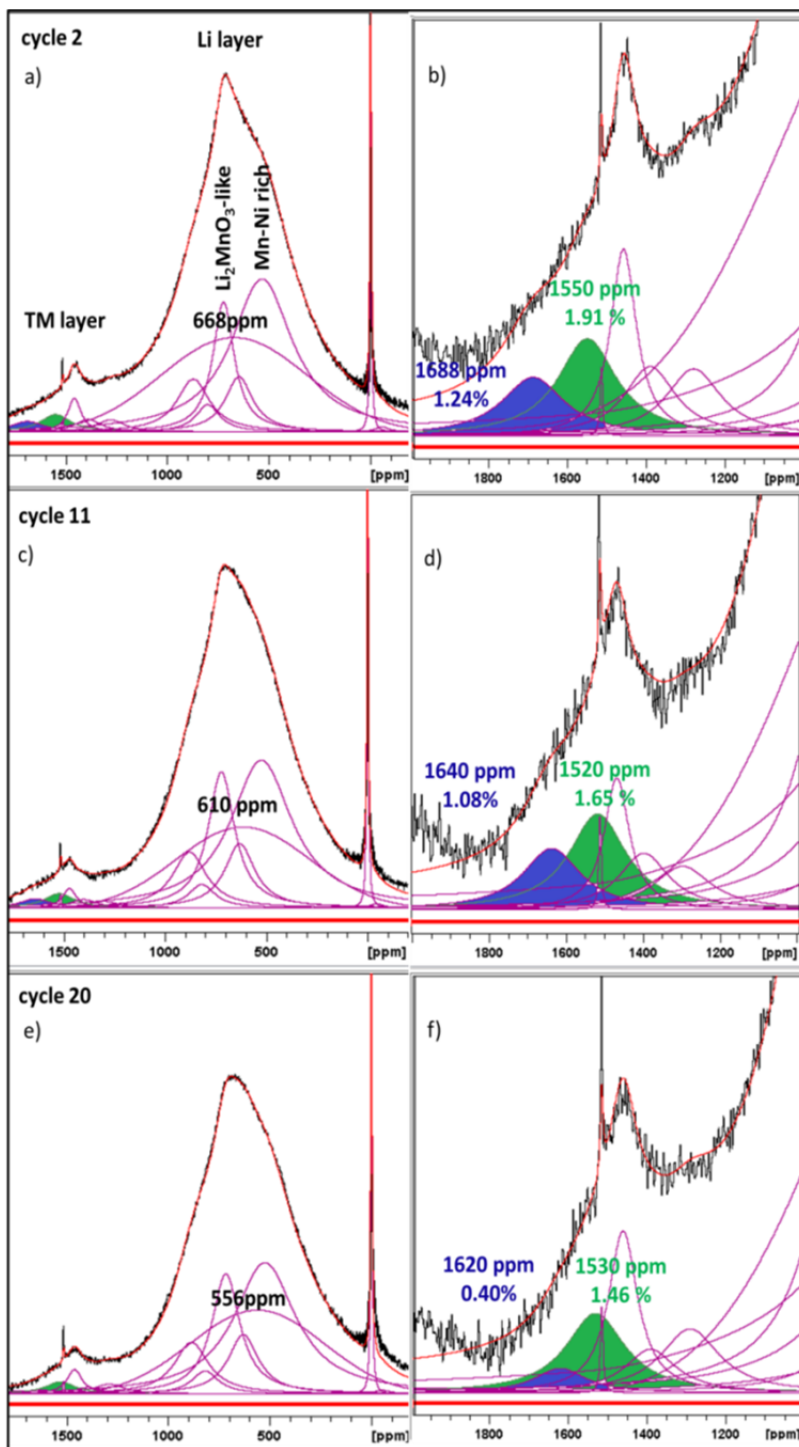 cycle 2
Li layer
a)
b)
Li₂MnO₃-like
Mn-Ni rich
TM layer
668ppm
1550 ppm
1.91 %
1688 ppm
1.24%
1500 1000 500 [ppm]
1800 1600 1400 1200 [ppm]
cycle 11
c)
d)
610 ppm
1640 ppm
1.08%
1520 ppm
1.65 %
1500 1000 500 [ppm]
1800 1600 1400 1200 [ppm]
cycle 20
e)
f)
556ppm
1620 ppm
0.40%
1530 ppm
1.46 %
1500 1000 500 [ppm]
1800 1600 1400 1200 [ppm]